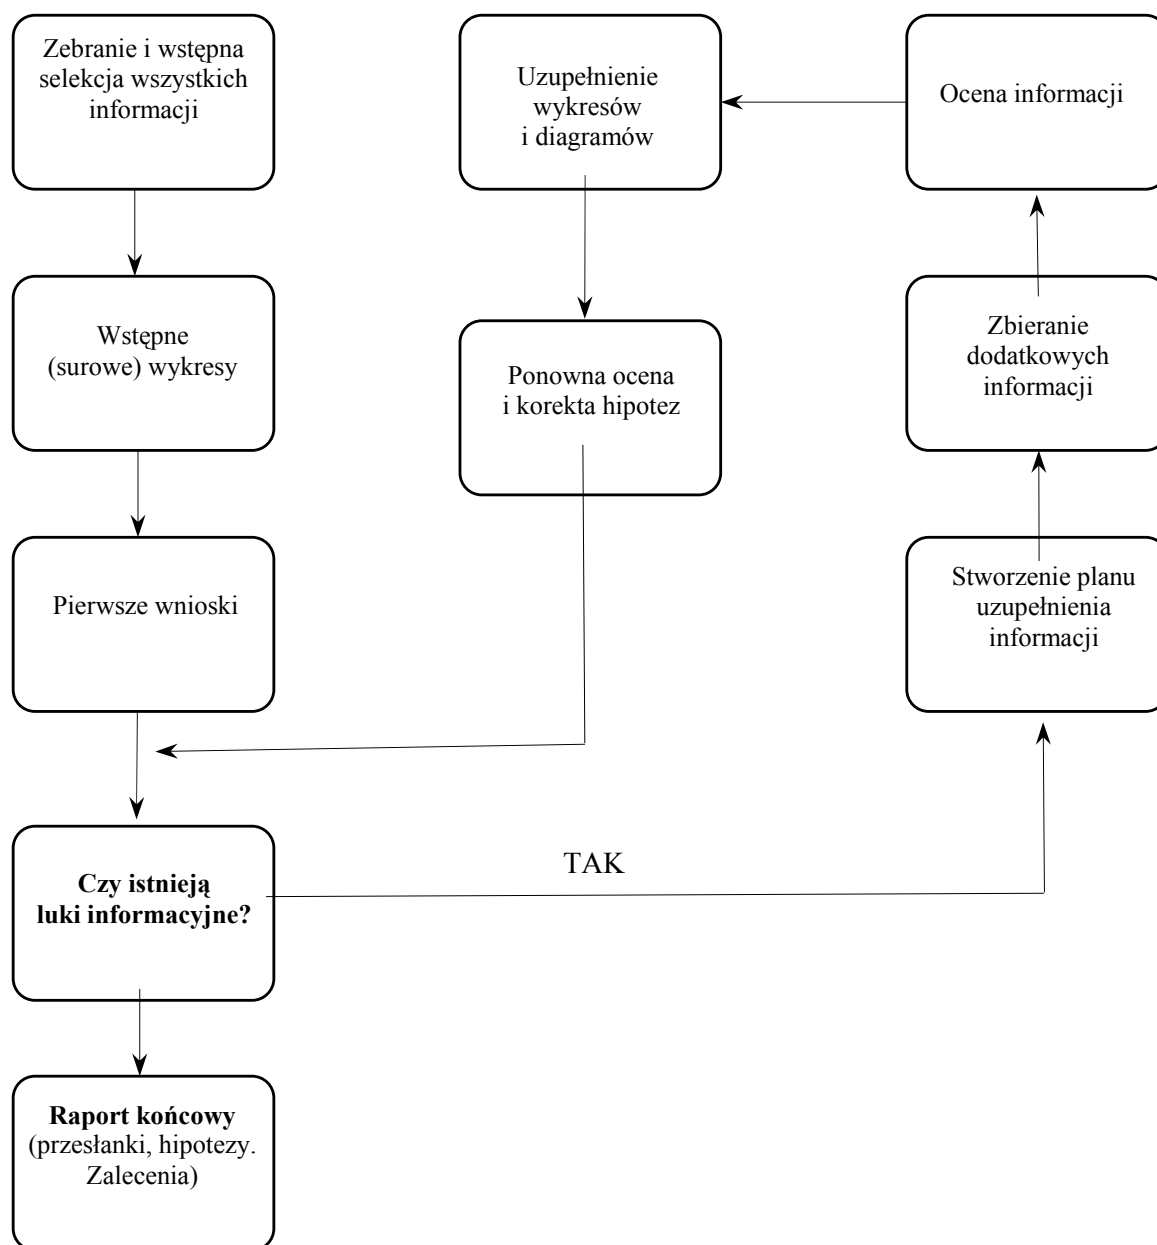 Zebranie i wstępna
selekcja wszystkich
informacji
Wstępne
(surowe) wykresy
Pierwsze wnioski
Czy istnieją
luki informacyjne?
TAK
Stworzenie planu
uzupełnienia
informacji
Zbieranie
dodatkowych
informacji
Ocena informacji
Uzupełnienie
wykresów
i diagramów
Ponowna ocena
i korekta hipotez
Raport końcowy
(przesłanki, hipotezy.
Zalecenia)